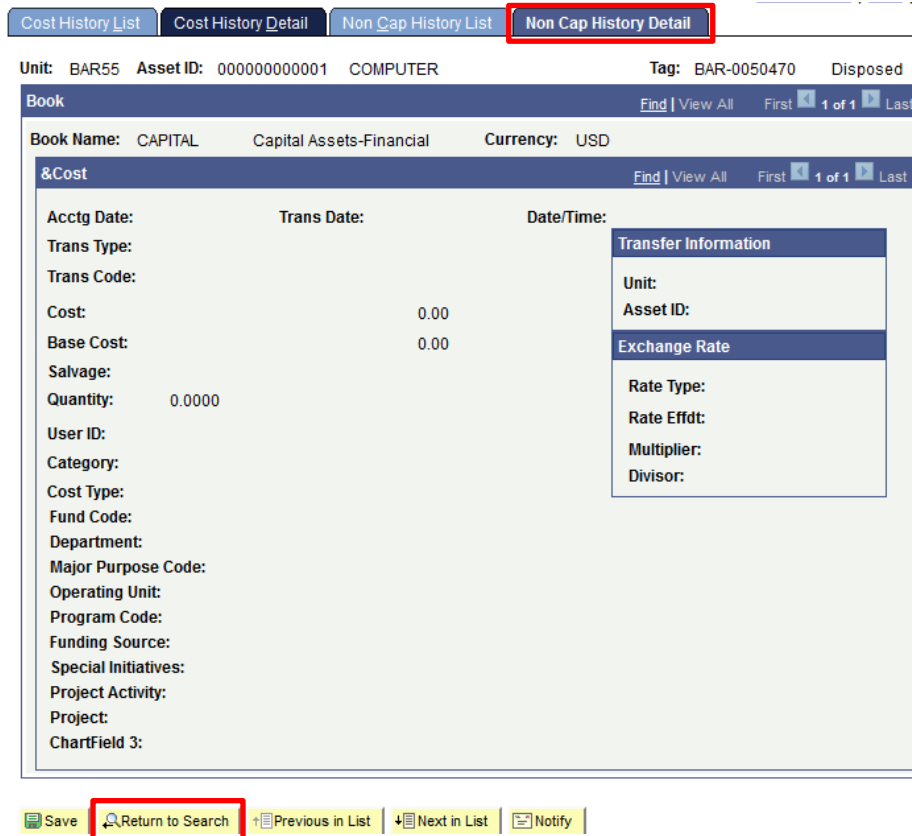 Cost History List Cost History Detail Non Cap History List Non Cap History Detail
Unit: BAR55 Asset ID: 000000000001 COMPUTER Tag: BAR-0050470 Disposed
Book Find | View All First 1 of 1 Last
Book Name: CAPITAL Capital Assets-Financial Currency: USD
&Cost Find | View All First 1 of 1 Last
Acctg Date: Trans Date: Date/Time:
Trans Type: Transfer Information
Trans Code: Unit:
Cost: 0.00 Asset ID:
Base Cost: 0.00 Exchange Rate
Salvage:
Quantity: 0.0000 Rate Type:
Rate Effdt:
User ID:
Multiplier:
Category:
Divisor:
Cost Type:
Fund Code:
Department:
Major Purpose Code:
Operating Unit:
Program Code:
Funding Source:
Special Initiatives:
Project Activity:
Project:
ChartField 3:
Save Return to Search Previous in List Next in List Notify